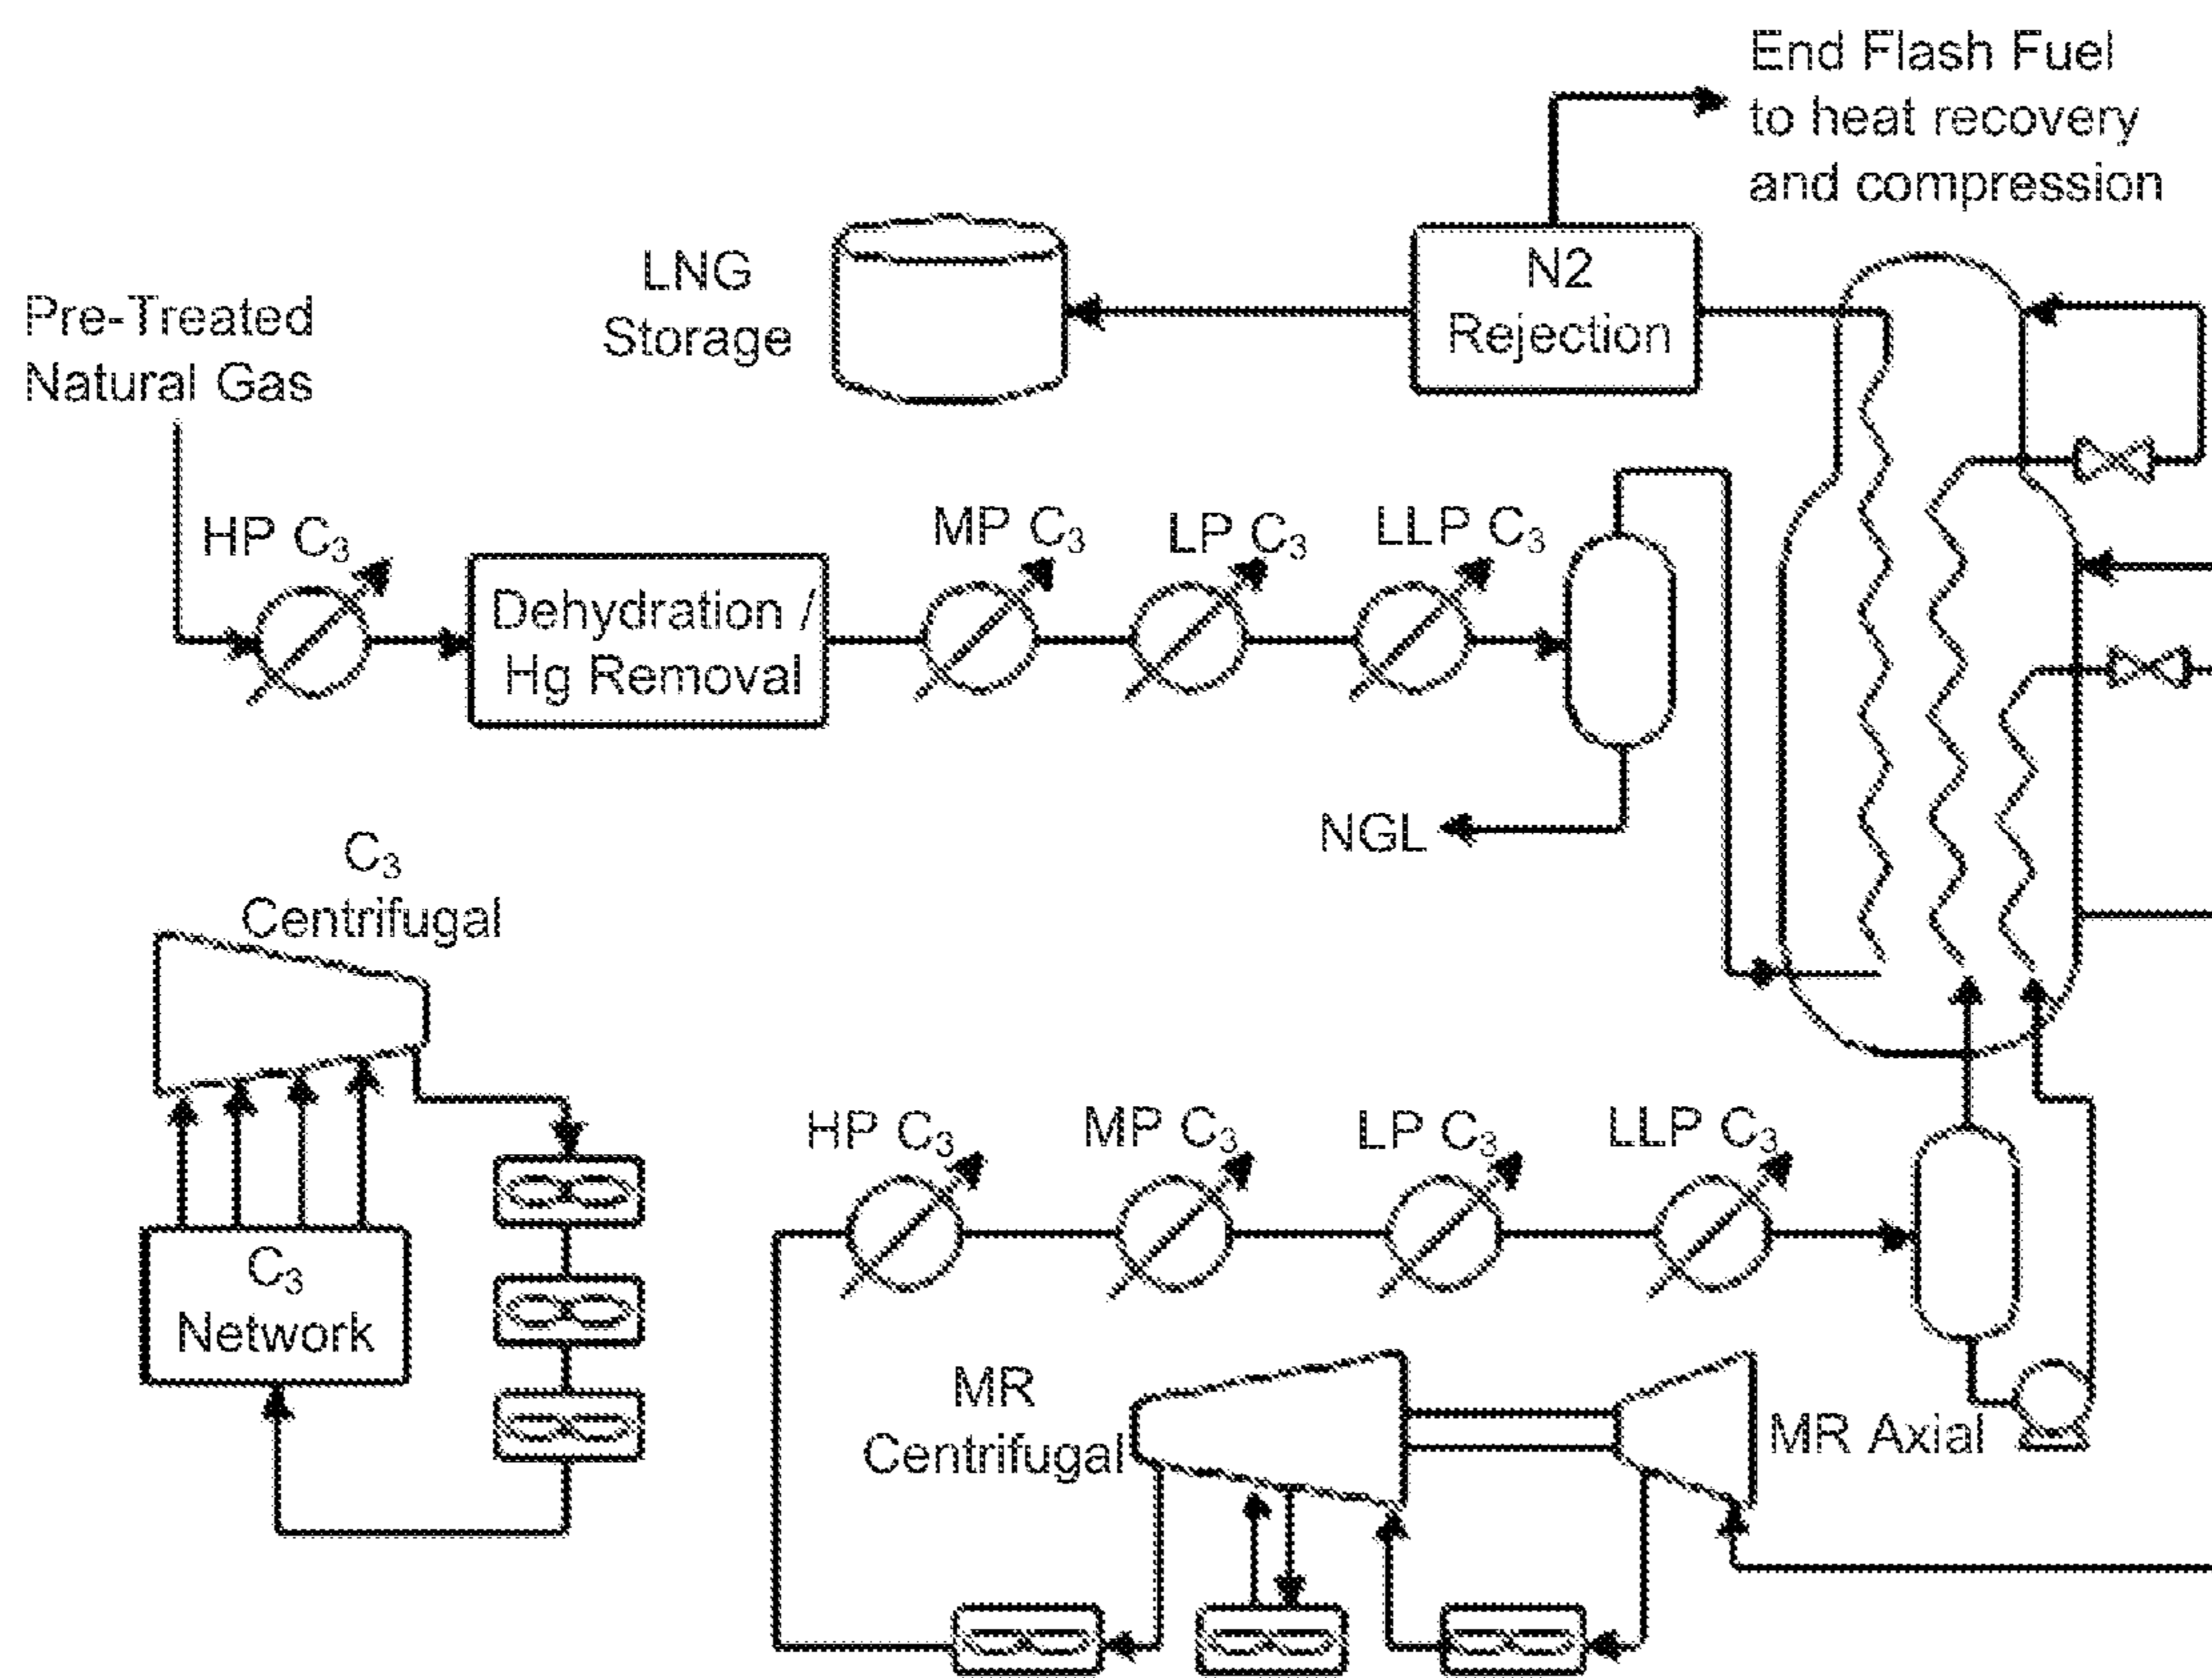 End Flash Fuel
to heat recovery
and compression
LNG
Storage
N2
Rejection
Pre-Treated
Natural Gas
HP C₃
MP C₃
LP C₃
LLP C₃
Dehydration /
Hg Removal
NGL
C₃
Centrifugal
HP C₃
MP C₃
LP C₃
LLP C₃
C₃
Network
MR
Centrifugal
MR Axial